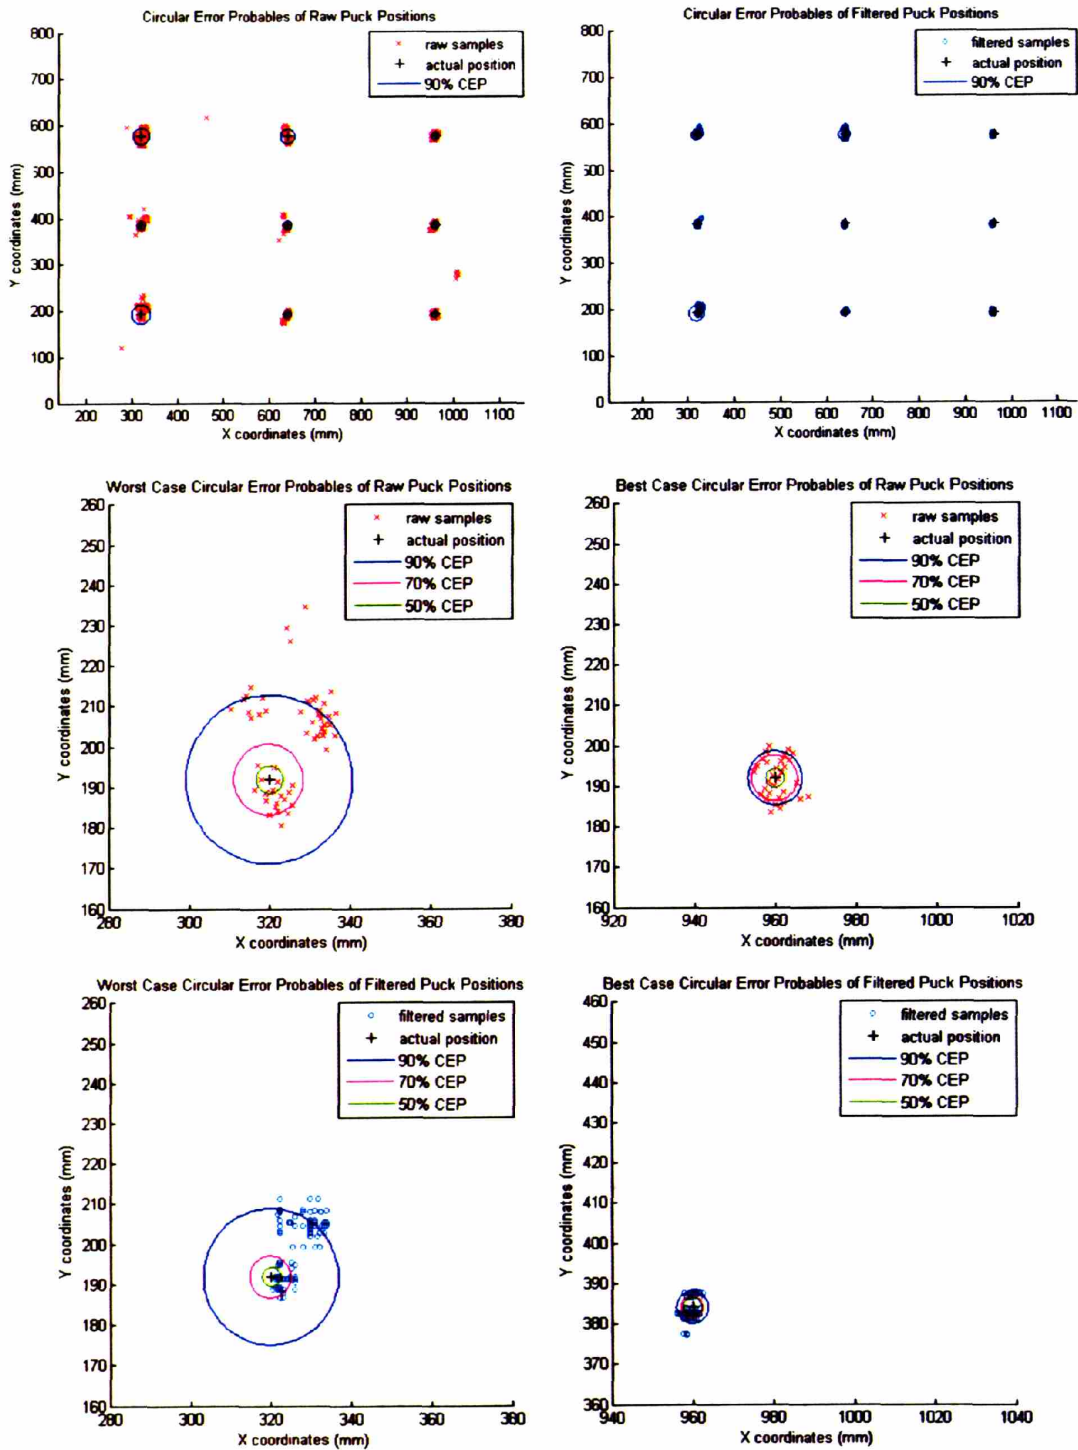 Circular Error Probables of Raw Puck Positions
800
700
600
500
400
300
200
100
0
Y coordinates (mm)
raw samples
actual position
90% CEP
200 300 400 500 600 700 800 900 1000 1100
X coordinates (mm)
Circular Error Probables of Filtered Puck Positions
800
700
600
500
400
300
200
100
0
Y coordinates (mm)
filtered samples
actual position
90% CEP
200 300 400 500 600 700 800 900 1000 1100
X coordinates (mm)
Worst Case Circular Error Probables of Raw Puck Positions
260
250
240
230
220
210
200
190
180
170
160
Y coordinates (mm)
raw samples
actual position
90% CEP
70% CEP
50% CEP
280 300 320 340 360 380
X coordinates (mm)
Best Case Circular Error Probables of Raw Puck Positions
260
250
240
230
220
210
200
190
180
170
160
Y coordinates (mm)
raw samples
actual position
90% CEP
70% CEP
50% CEP
920 940 960 980 1000 1020
X coordinates (mm)
Worst Case Circular Error Probables of Filtered Puck Positions
260
250
240
230
220
210
200
190
180
170
160
Y coordinates (mm)
filtered samples
actual position
90% CEP
70% CEP
50% CEP
280 300 320 340 360 380
X coordinates (mm)
Best Case Circular Error Probables of Filtered Puck Positions
460
450
440
430
420
410
400
390
380
370
360
Y coordinates (mm)
filtered samples
actual position
90% CEP
70% CEP
50% CEP
940 960 980 1000 1020 1040
X coordinates (mm)